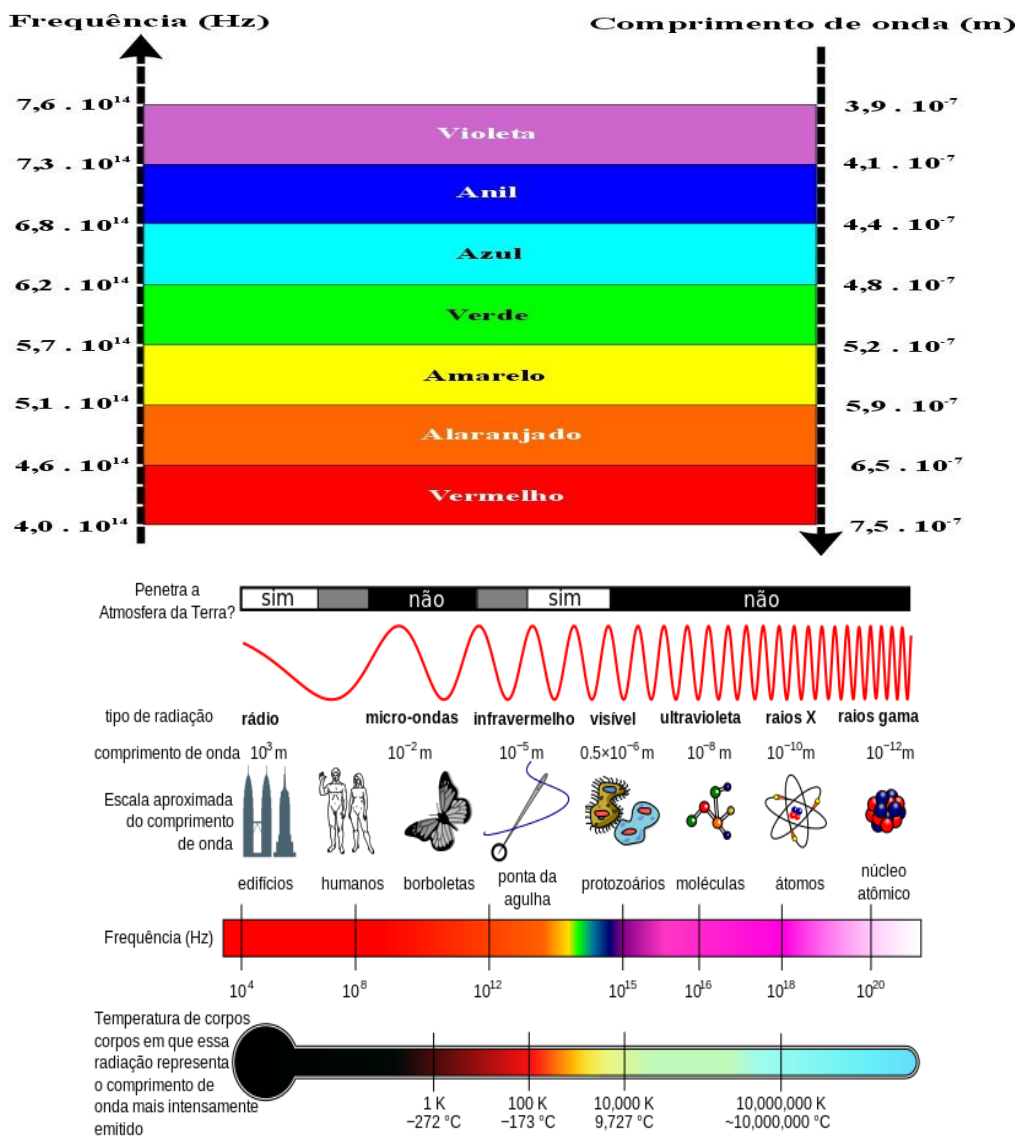 Frequência (Hz)
Comprimento de onda (m)
7,6 . 10¹⁴
3,9 . 10⁻⁷
Violeta
7,3 . 10¹⁴
4,1 . 10⁻⁷
Anil
6,8 . 10¹⁴
4,4 . 10⁻⁷
Azul
6,2 . 10¹⁴
4,8 . 10⁻⁷
Verde
5,7 . 10¹⁴
5,2 . 10⁻⁷
Amarelo
5,1 . 10¹⁴
5,9 . 10⁻⁷
Alaranjado
4,6 . 10¹⁴
6,5 . 10⁻⁷
Vermelho
4,0 . 10¹⁴
7,5 . 10⁻⁷
Penetra a
Atmosfera da Terra?
sim não sim não
tipo de radiação
rádio micro-ondas infravermelho visível ultravioleta raios X raios gama
comprimento de onda
10³ m 10⁻² m 10⁻⁵ m 0.5×10⁻⁶ m 10⁻⁸ m 10⁻¹⁰ m 10⁻¹² m
Escala aproximada
do comprimento
de onda
edifícios
humanos
borboletas
ponta da
agulha
protozoários
moléculas
átomos
núcleo
atômico
Frequência (Hz)
10⁴ 10⁸ 10¹² 10¹⁵ 10¹⁶ 10¹⁸ 10²⁰
Temperatura de corpos
corpos em que essa
radiação representa
o comprimento de
onda mais intensamente
emitido
1 K
−272 °C
100 K
−173 °C
10,000 K
9,727 °C
10,000,000 K
~10,000,000 °C